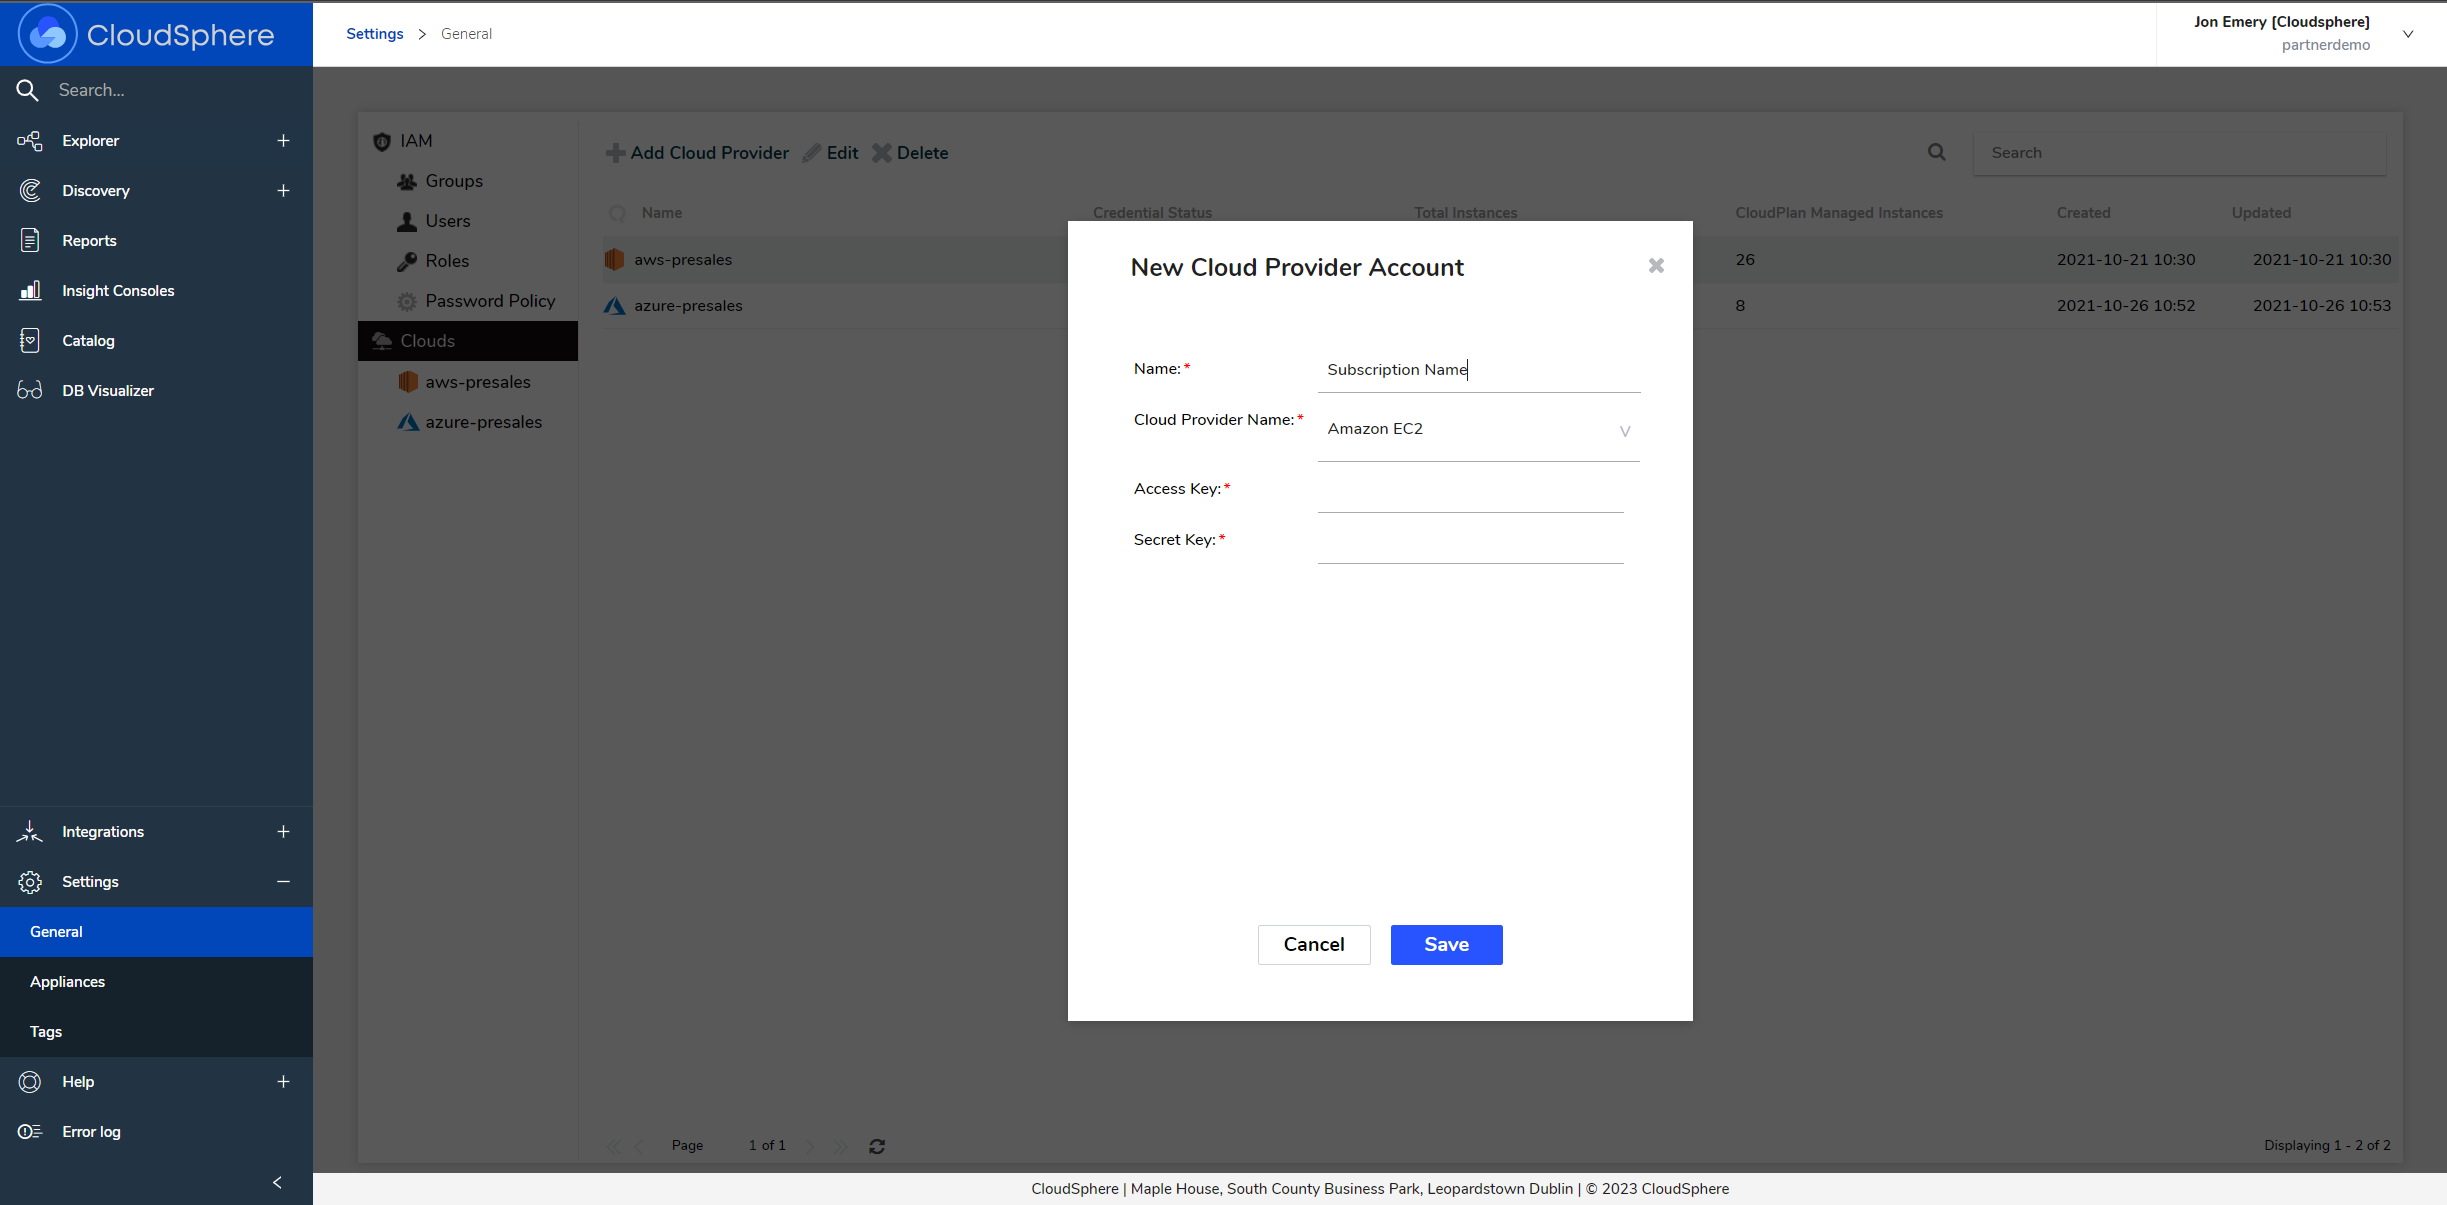 CloudSphere
Search...
Explorer
Discovery
Reports
Insight Consoles
Catalog
DB Visualizer
Integrations
Settings
General
Appliances
Tags
Help
Error log
Settings > General
Jon Emery [Cloudsphere]
partnerdemo
IAM
Groups
Users
Roles
Password Policy
Clouds
aws-presales
azure-presales
Add Cloud Provider Edit Delete
Search
Name Credential Status Total Instances CloudPlan Managed Instances Created Updated
aws-presales 26 2021-10-21 10:30 2021-10-21 10:30
azure-presales 8 2021-10-26 10:52 2021-10-26 10:53
New Cloud Provider Account
Name:* Subscription Name
Cloud Provider Name:* Amazon EC2
Access Key:*
Secret Key:*
Cancel Save
Page 1 of 1
Displaying 1 - 2 of 2
CloudSphere | Maple House, South County Business Park, Leopardstown Dublin | © 2023 CloudSphere